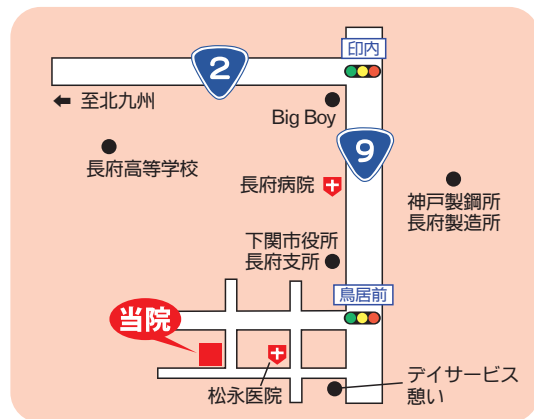 印内
2
← 至北九州
Big Boy
9
長府高等学校
長府病院
神戸製鋼所
長府製造所
下関市役所
長府支所
鳥居前
当院
松永医院
デイサービス
憩い